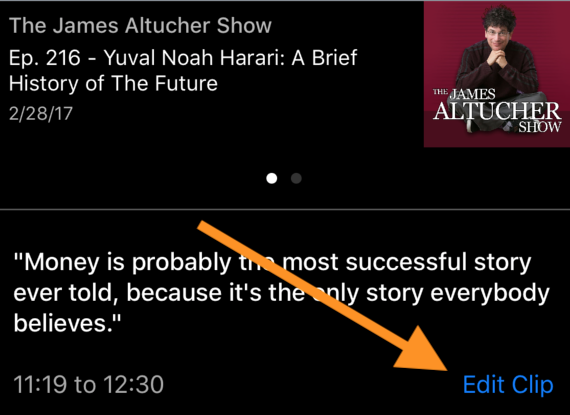 The James Altucher Show
Ep. 216 - Yuval Noah Harari: A Brief
History of The Future
2/28/17
THE JAMES
ALTUCHER
SHOW
"Money is probably the most successful story
ever told, because it's the only story everybody
believes."
11:19 to 12:30
Edit Clip